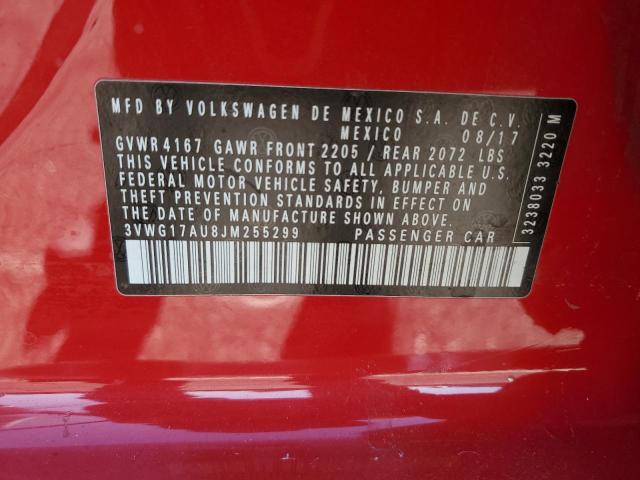 MFD BY VOLKSWAGEN DE MEXICO S.A. DE C.V.
MEXICO 08/17
GVWR 4167 GAWR FRONT 2205 / REAR 2072 LBS
THIS VEHICLE CONFORMS TO ALL APPLICABLE U.S.
FEDERAL MOTOR VEHICLE SAFETY, BUMPER AND
THEFT PREVENTION STANDARDS IN EFFECT ON
THE DATE OF MANUFACTURE SHOWN ABOVE.
3VWG17AU8JM255299 PASSENGER CAR
3238033 3220 M